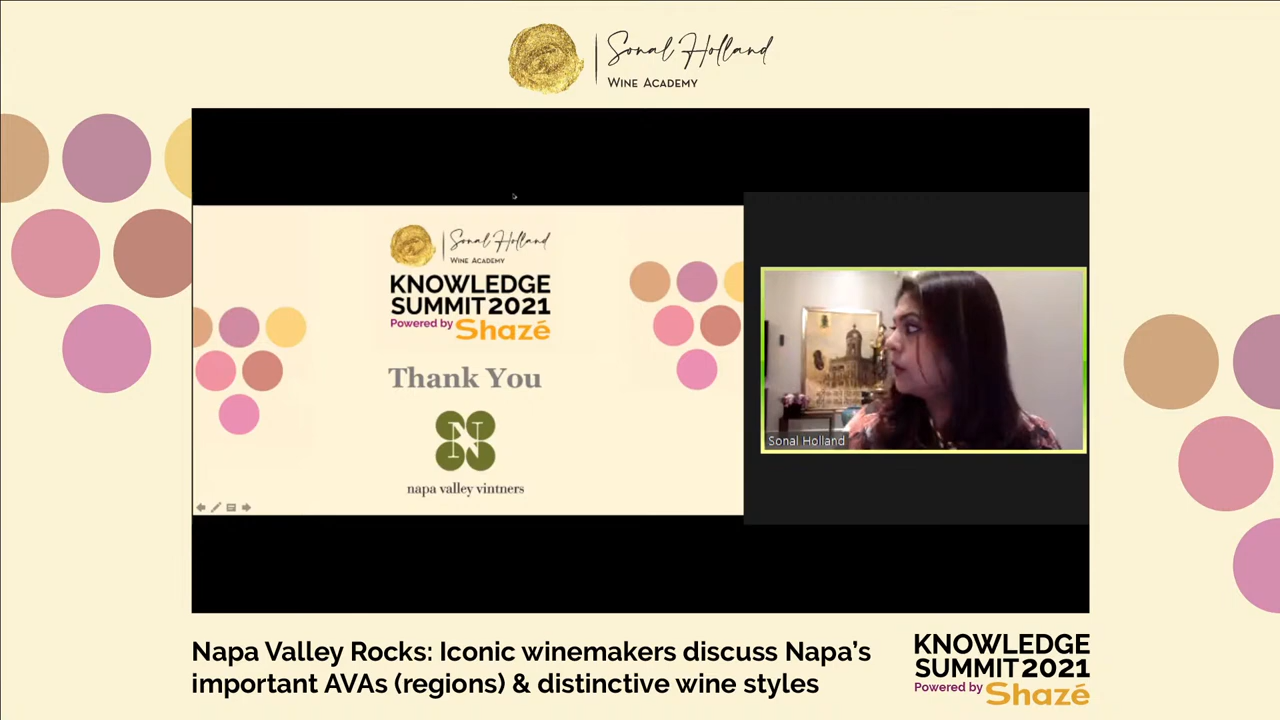 Sonal Holland
WINE ACADEMY
Sonal Holland
WINE ACADEMY
KNOWLEDGE
SUMMIT 2021
Powered by Shazé
Thank You
N
napa valley vintners
Sonal Holland
Napa Valley Rocks: Iconic winemakers discuss Napa's
important AVAs (regions) & distinctive wine styles
KNOWLEDGE
SUMMIT 2021
Powered by Shazé